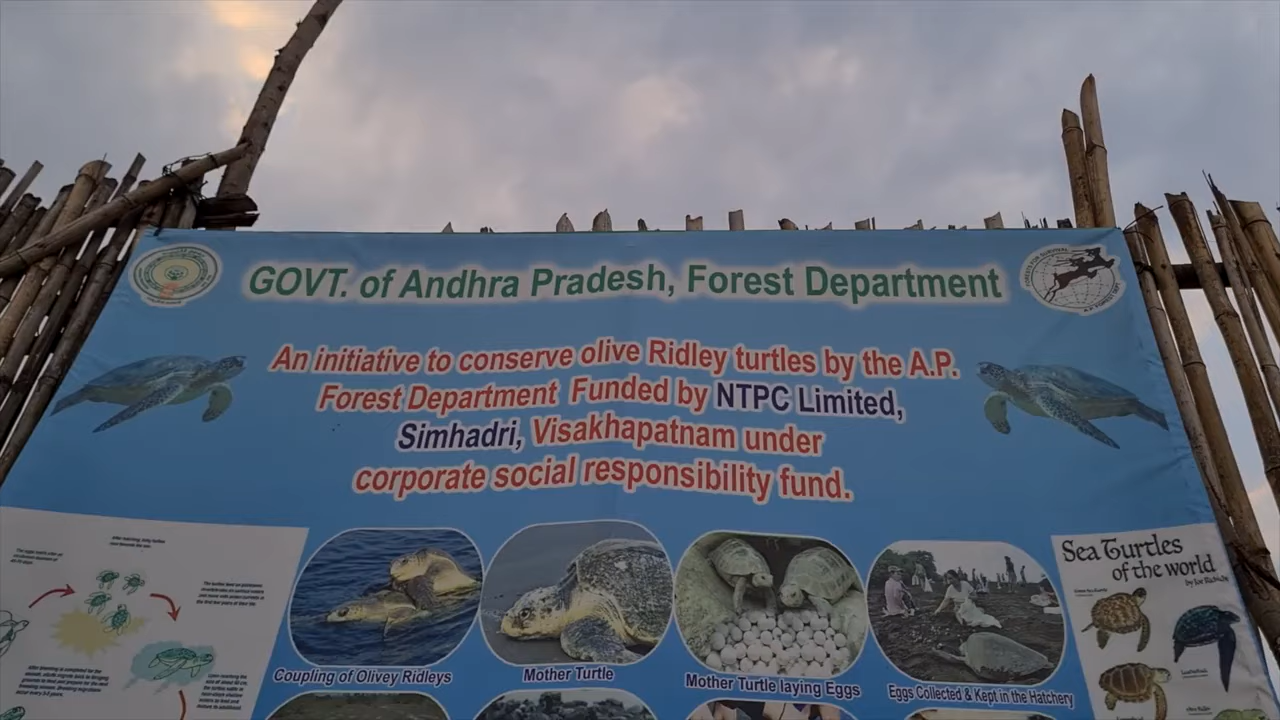 GOVT. of Andhra Pradesh, Forest Department
An initiative to conserve olive Ridley turtles by the A.P.
Forest Department Funded by NTPC Limited,
Simhadri, Visakhapatnam under
corporate social responsibility fund.
Sea Turtles
of the world
Coupling of Olivey Ridleys
Mother Turtle
Mother Turtle laying Eggs
Eggs Collected & Kept in the Hatchery